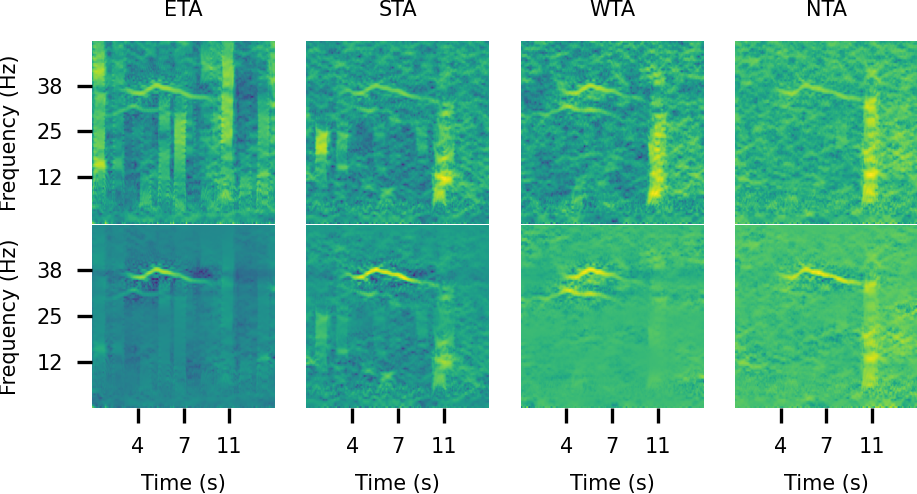 ETA STA WTA NTA
Frequency (Hz)
38
25
12
Frequency (Hz)
38
25
12
4 7 11 4 7 11 4 7 11 4 7 11
Time (s) Time (s) Time (s) Time (s)